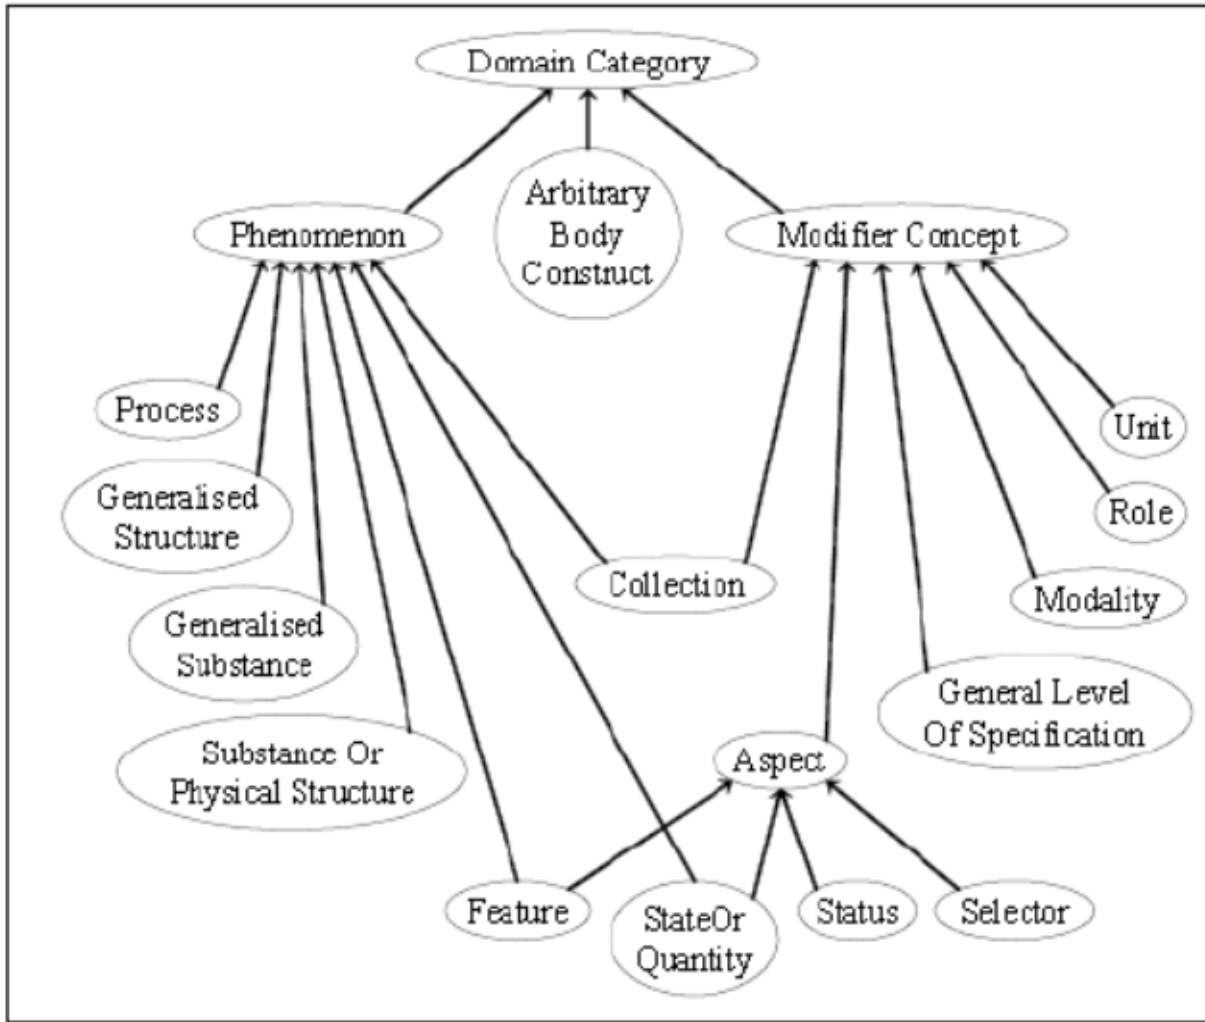 Domain Category
Arbitrary
Body
Construct
Phenomenon
Modifier Concept
Process
Unit
Generalised
Structure
Role
Collection
Modality
Generalised
Substance
General Level
Of Specification
Substance Or
Physical Structure
Aspect
Feature
StateOr
Quantity
Status
Selector